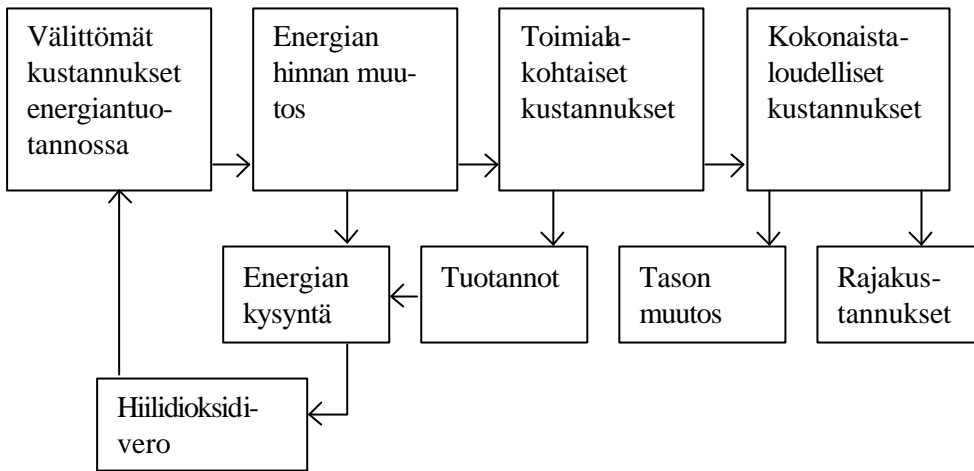 Välittömät
kustannukset
energiantuo-
tannossa
Energian
hinnan muu-
tos
Toimiala-
kohtaiset
kustannukset
Kokonaista-
loudelliset
kustannukset
Energian
kysyntä
Tuotannot
Tason
muutos
Rajakus-
tannukset
Hiilidioksidi-
vero